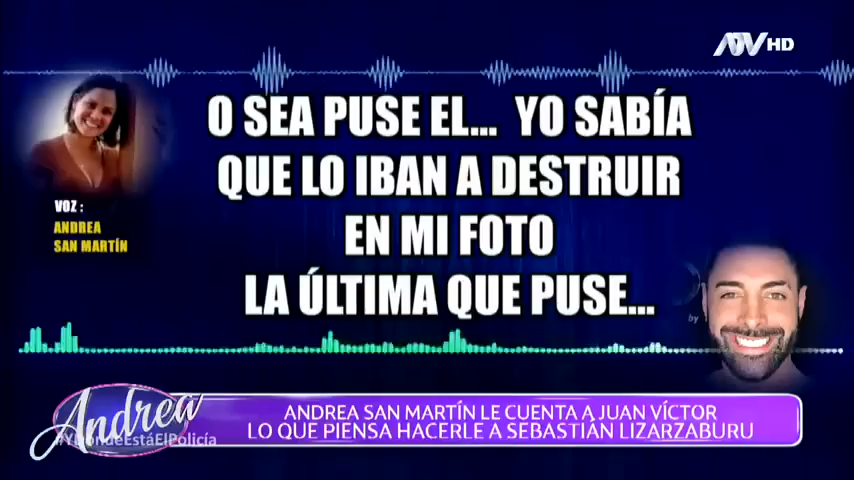 ATV HD
O SEA PUSE EL... YO SABÍA
QUE LO IBAN A DESTRUIR
EN MI FOTO
LA ÚLTIMA QUE PUSE...
VOZ :
ANDREA
SAN MARTÍN
by
Andrea
#YDóndeEstáElPolicía
ANDREA SAN MARTÍN LE CUENTA A JUAN VÍCTOR
LO QUE PIENSA HACERLE A SEBASTIÁN LIZARZABURU